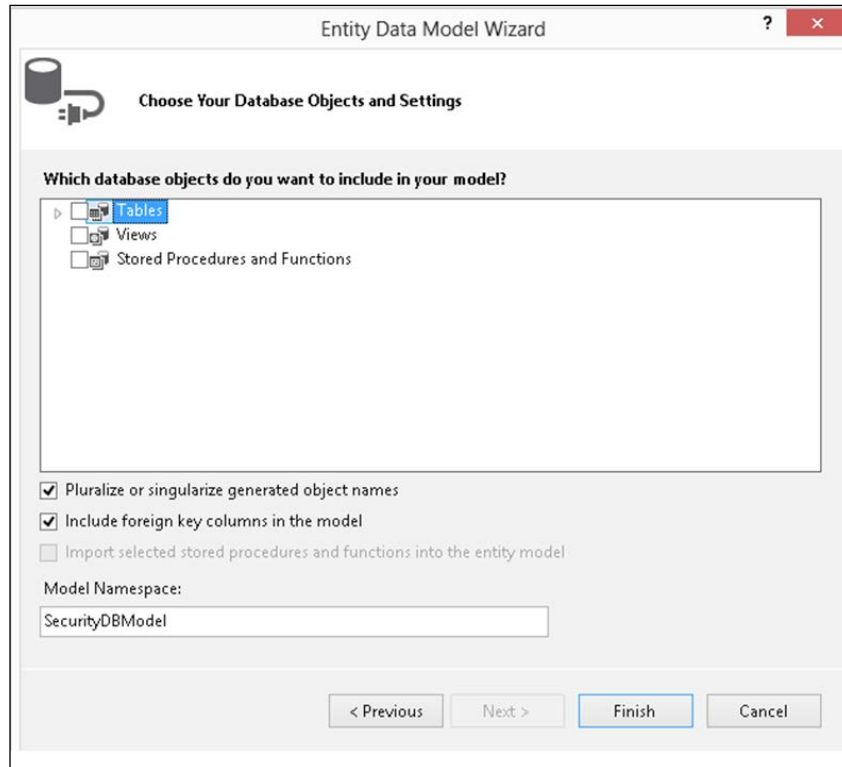 Entity Data Model Wizard
?
Choose Your Database Objects and Settings
Which database objects do you want to include in your model?
Tables
Views
Stored Procedures and Functions
Pluralize or singularize generated object names
Include foreign key columns in the model
Import selected stored procedures and functions into the entity model
Model Namespace:
SecurityDBModel
< Previous Next > Finish Cancel